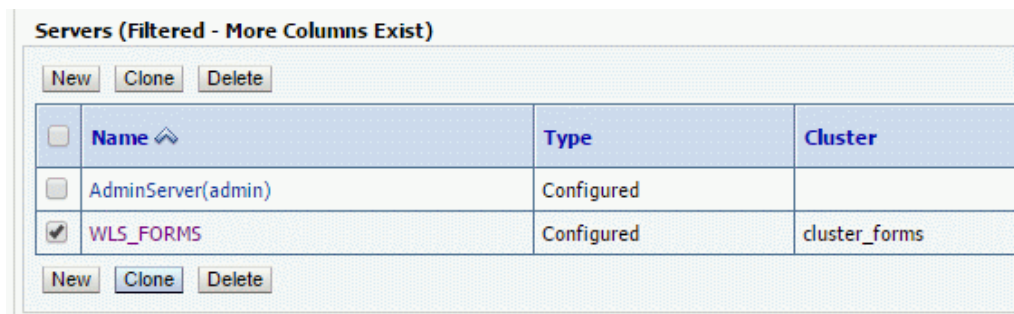 Servers (Filtered - More Columns Exist)
New Clone Delete
Name Type Cluster
AdminServer(admin) Configured
WLS_FORMS Configured cluster_forms
New Clone Delete